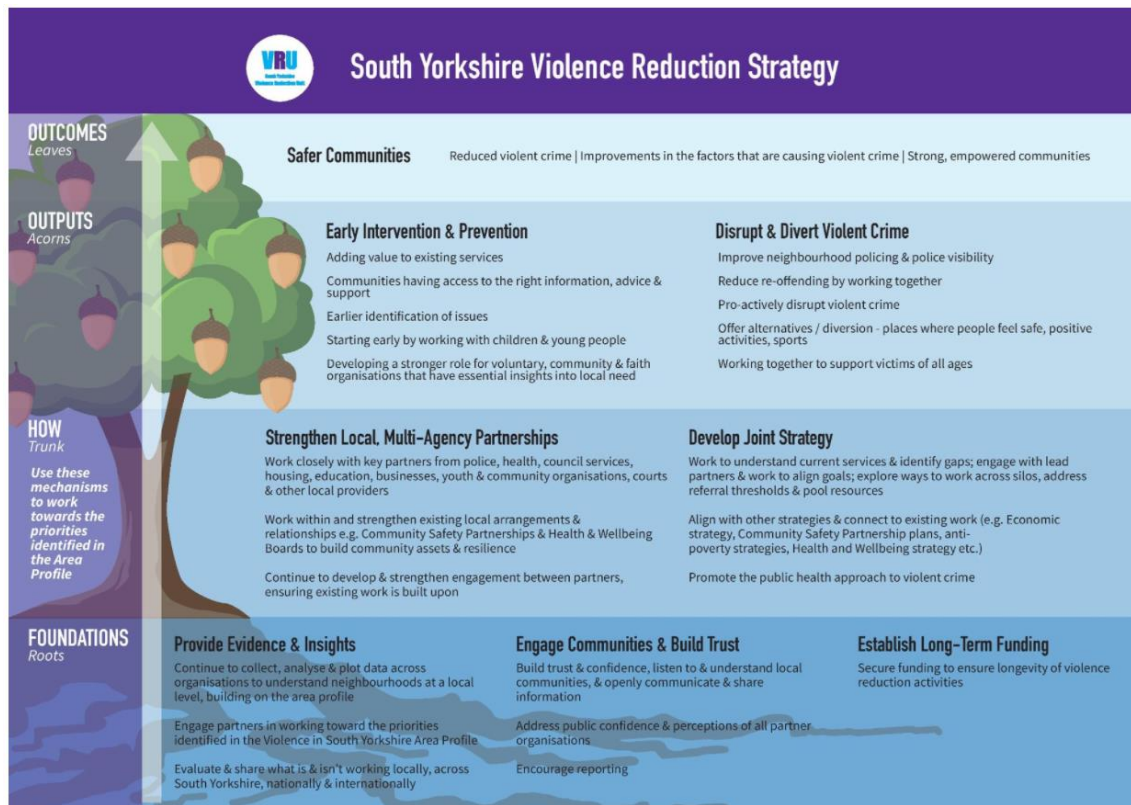 VRU
South Yorkshire
Violence Reduction Unit
South Yorkshire Violence Reduction Strategy
OUTCOMES
Leaves
Safer Communities
Reduced violent crime | Improvements in the factors that are causing violent crime | Strong, empowered communities
OUTPUTS
Acorns
Early Intervention & Prevention
Adding value to existing services
Communities having access to the right information, advice &
support
Earlier identification of issues
Starting early by working with children & young people
Developing a stronger role for voluntary, community & faith
organisations that have essential insights into local need
Disrupt & Divert Violent Crime
Improve neighbourhood policing & police visibility
Reduce re-offending by working together
Pro-actively disrupt violent crime
Offer alternatives / diversion - places where people feel safe, positive
activities, sports
Working together to support victims of all ages
HOW
Trunk
Use these
mechanisms
to work
towards the
priorities
identified in
the Area
Profile
Strengthen Local, Multi-Agency Partnerships
Work closely with key partners from police, health, council services,
housing, education, businesses, youth & community organisations, courts
& other local providers
Work within and strengthen existing local arrangements &
relationships e.g. Community Safety Partnerships & Health & Wellbeing
Boards to build community assets & resilience
Continue to develop & strengthen engagement between partners,
ensuring existing work is built upon
Develop Joint Strategy
Work to understand current services & identify gaps; engage with lead
partners & work to align goals; explore ways to work across silos, address
referral thresholds & pool resources
Align with other strategies & connect to existing work (e.g. Economic
strategy, Community Safety Partnership plans, anti-
poverty strategies, Health and Wellbeing strategy etc.)
Promote the public health approach to violent crime
FOUNDATIONS
Roots
Provide Evidence & Insights
Continue to collect, analyse & plot data across
organisations to understand neighbourhoods at a local
level, building on the area profile
Engage partners in working toward the priorities
identified in the Violence in South Yorkshire Area Profile
Evaluate & share what is & isn't working locally, across
South Yorkshire, nationally & internationally
Engage Communities & Build Trust
Build trust & confidence, listen to & understand local
communities, & openly communicate & share
information
Address public confidence & perceptions of all partner
organisations
Encourage reporting
Establish Long-Term Funding
Secure funding to ensure longevity of violence
reduction activities